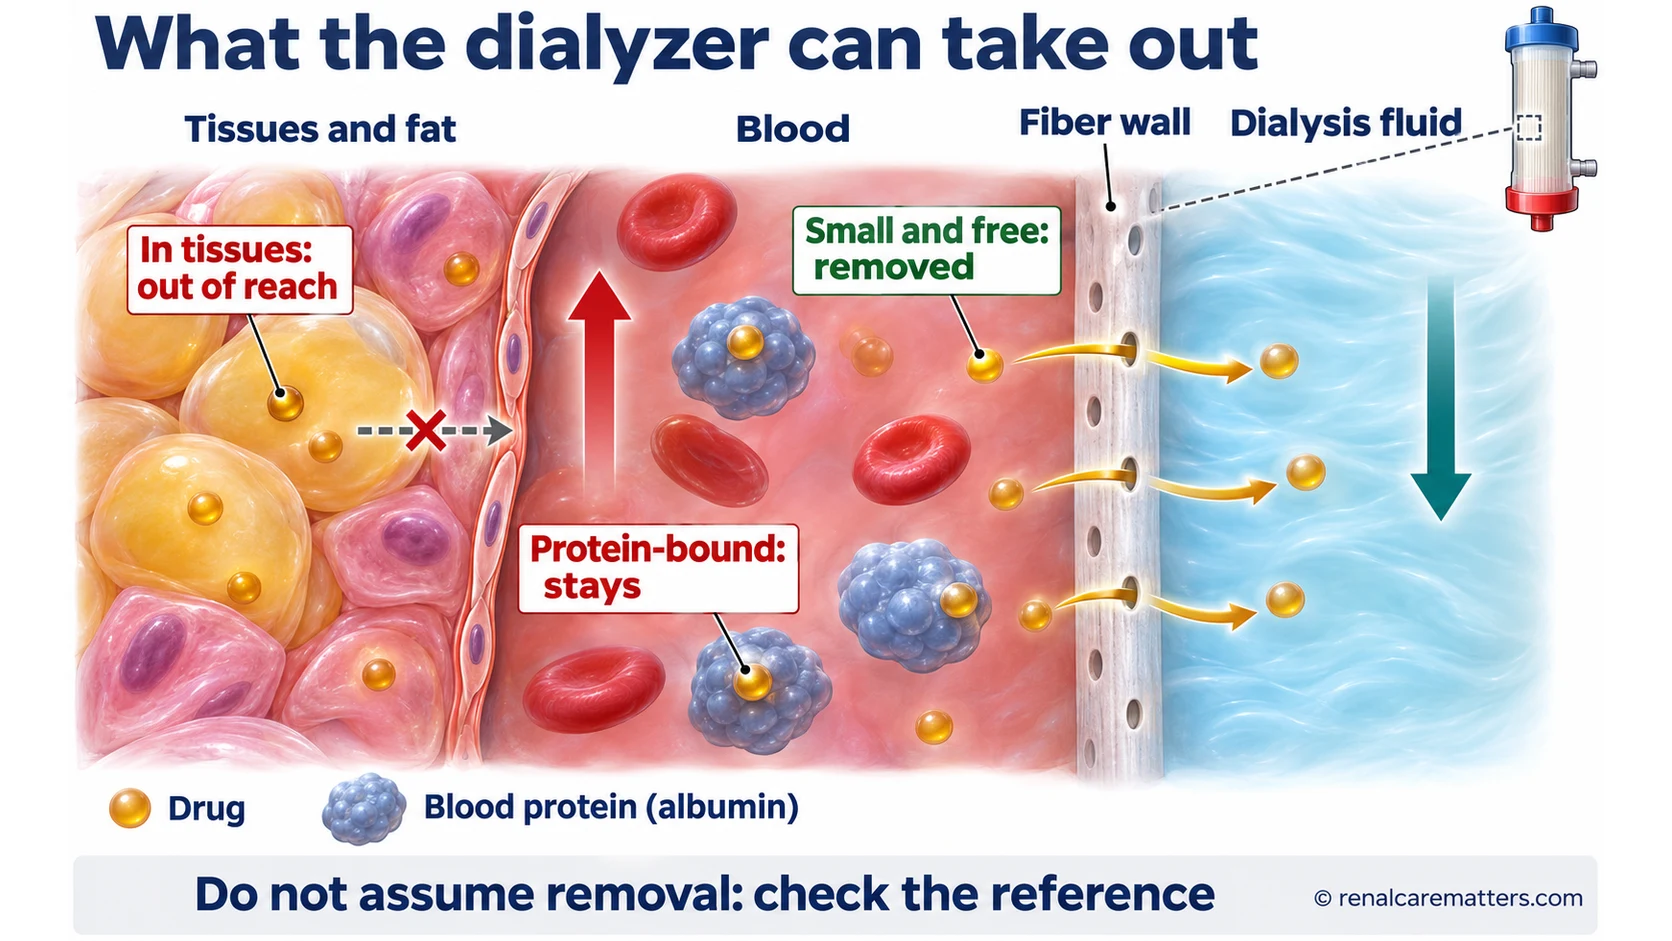 What the dialyzer can take out
Tissues and fat
Blood
Fiber wall
Dialysis fluid
In tissues:
out of reach
Small and free:
removed
Protein-bound:
stays
Drug
Blood protein (albumin)
Do not assume removal: check the reference
© renalcarematters.com